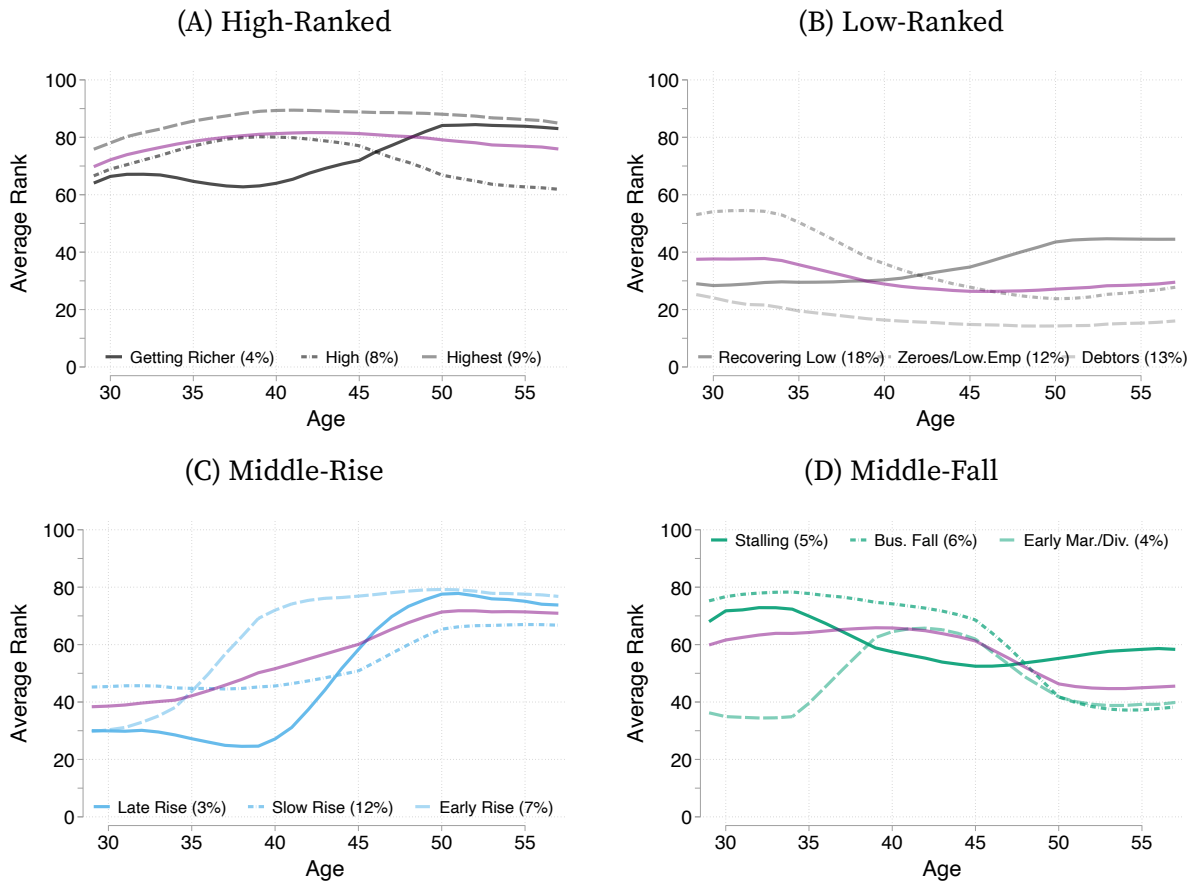 (A) High-Ranked
Average Rank
100
80
60
40
20
0
Getting Richer (4%) High (8%) Highest (9%)
30 35 40 45 50 55
Age
(B) Low-Ranked
Average Rank
100
80
60
40
20
0
Recovering Low (18%) Zeroes/Low.Emp (12%) Debtors (13%)
30 35 40 45 50 55
Age
(C) Middle-Rise
Average Rank
100
80
60
40
20
0
Late Rise (3%) Slow Rise (12%) Early Rise (7%)
30 35 40 45 50 55
Age
(D) Middle-Fall
Average Rank
100
Stalling (5%) Bus. Fall (6%) Early Mar./Div. (4%)
80
60
40
20
0
30 35 40 45 50 55
Age